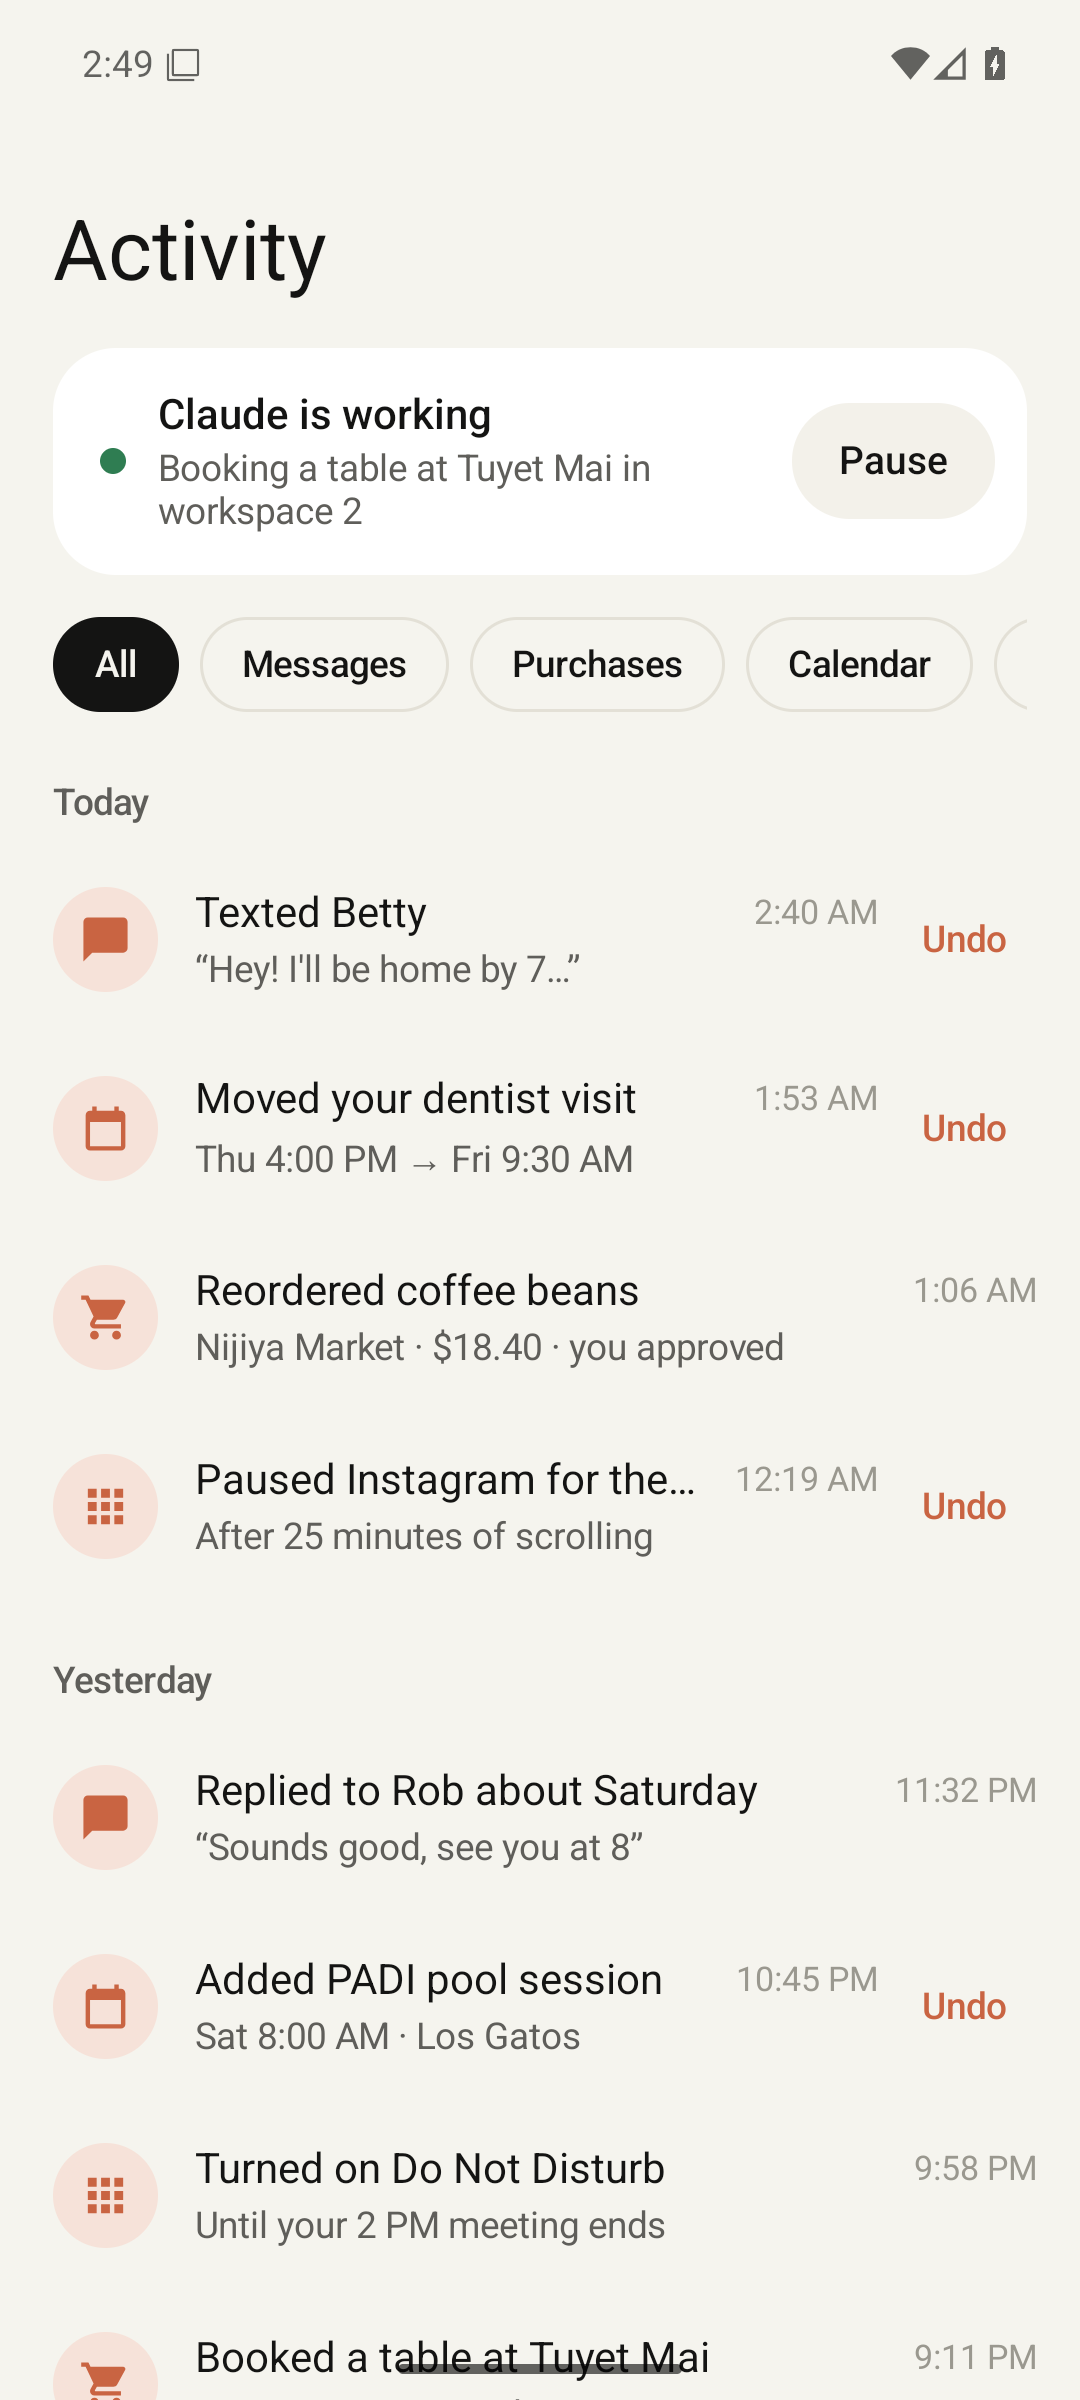 2:49
Activity
Claude is working
Booking a table at Tuyet Mai in
workspace 2
Pause
All
Messages
Purchases
Calendar
Today
Texted Betty
2:40 AM
“Hey! I'll be home by 7…”
Undo
Moved your dentist visit
1:53 AM
Thu 4:00 PM → Fri 9:30 AM
Undo
Reordered coffee beans
1:06 AM
Nijiya Market · $18.40 · you approved
Paused Instagram for the…
12:19 AM
After 25 minutes of scrolling
Undo
Yesterday
Replied to Rob about Saturday
11:32 PM
“Sounds good, see you at 8”
Added PADI pool session
10:45 PM
Sat 8:00 AM · Los Gatos
Undo
Turned on Do Not Disturb
9:58 PM
Until your 2 PM meeting ends
Booked a table at Tuyet Mai
9:11 PM